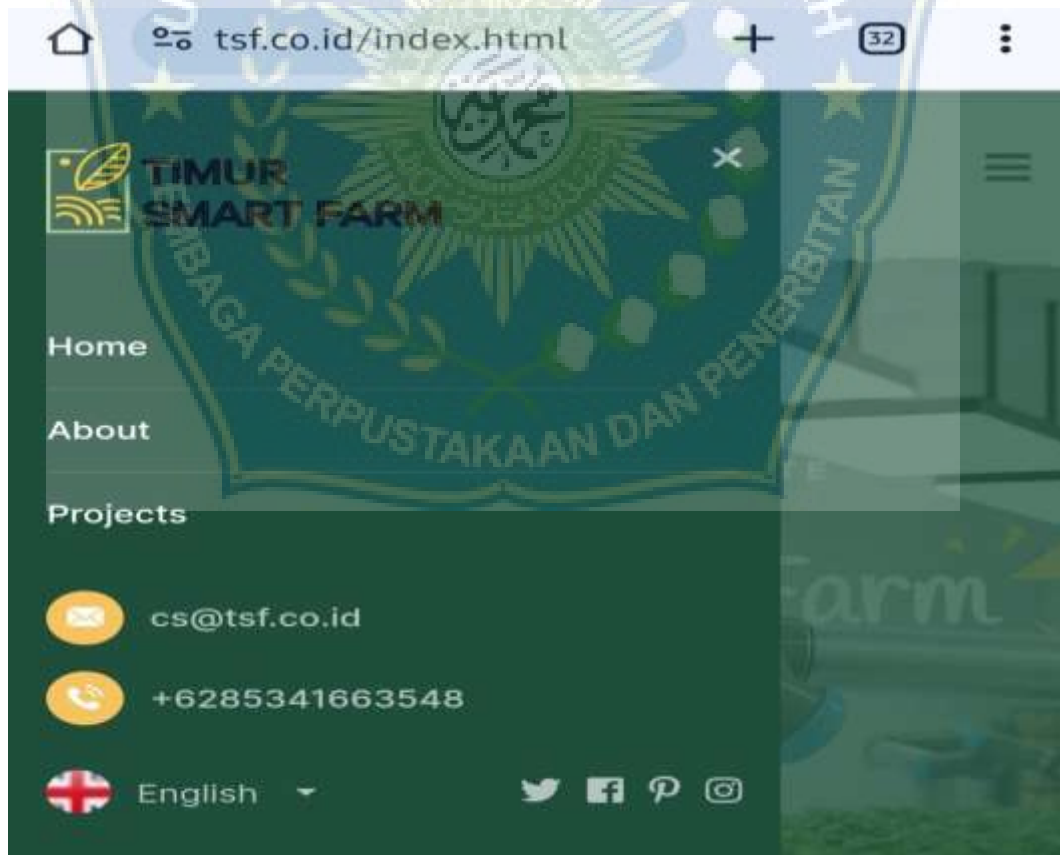 tsf.co.id/index.html
32
TIMUR
SMART FARM
Home
About
Projects
cs@tsf.co.id
+6285341663548
English
Farm
LEMBAGA PERPUSTAKAAN DAN PENERBITAN